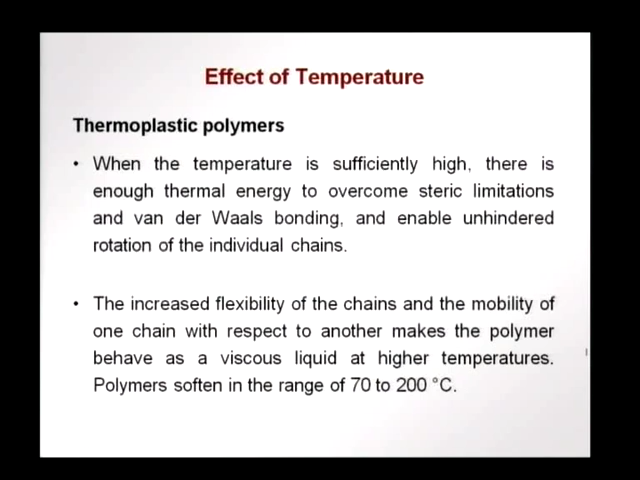 Effect of Temperature
Thermoplastic polymers
• When the temperature is sufficiently high, there is
enough thermal energy to overcome steric limitations
and van der Waals bonding, and enable unhindered
rotation of the individual chains.
• The increased flexibility of the chains and the mobility of
one chain with respect to another makes the polymer
behave as a viscous liquid at higher temperatures.
Polymers soften in the range of 70 to 200 °C.